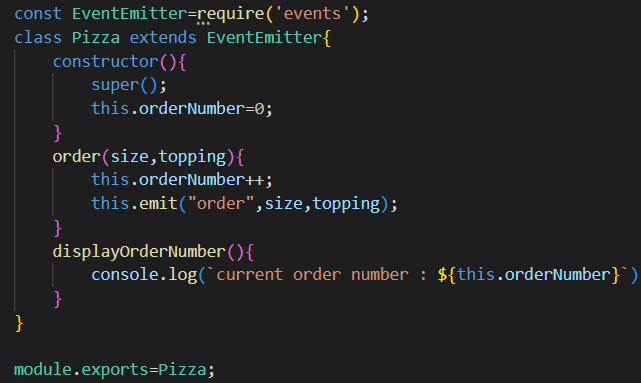 const EventEmitter=require('events');
class Pizza extends EventEmitter{
    constructor(){
        super();
        this.orderNumber=0;
    }
    order(size,topping){
        this.orderNumber++;
        this.emit("order",size,topping);
    }
    displayOrderNumber(){
        console.log(`current order number : ${this.orderNumber}`)
    }
}

module.exports=Pizza;